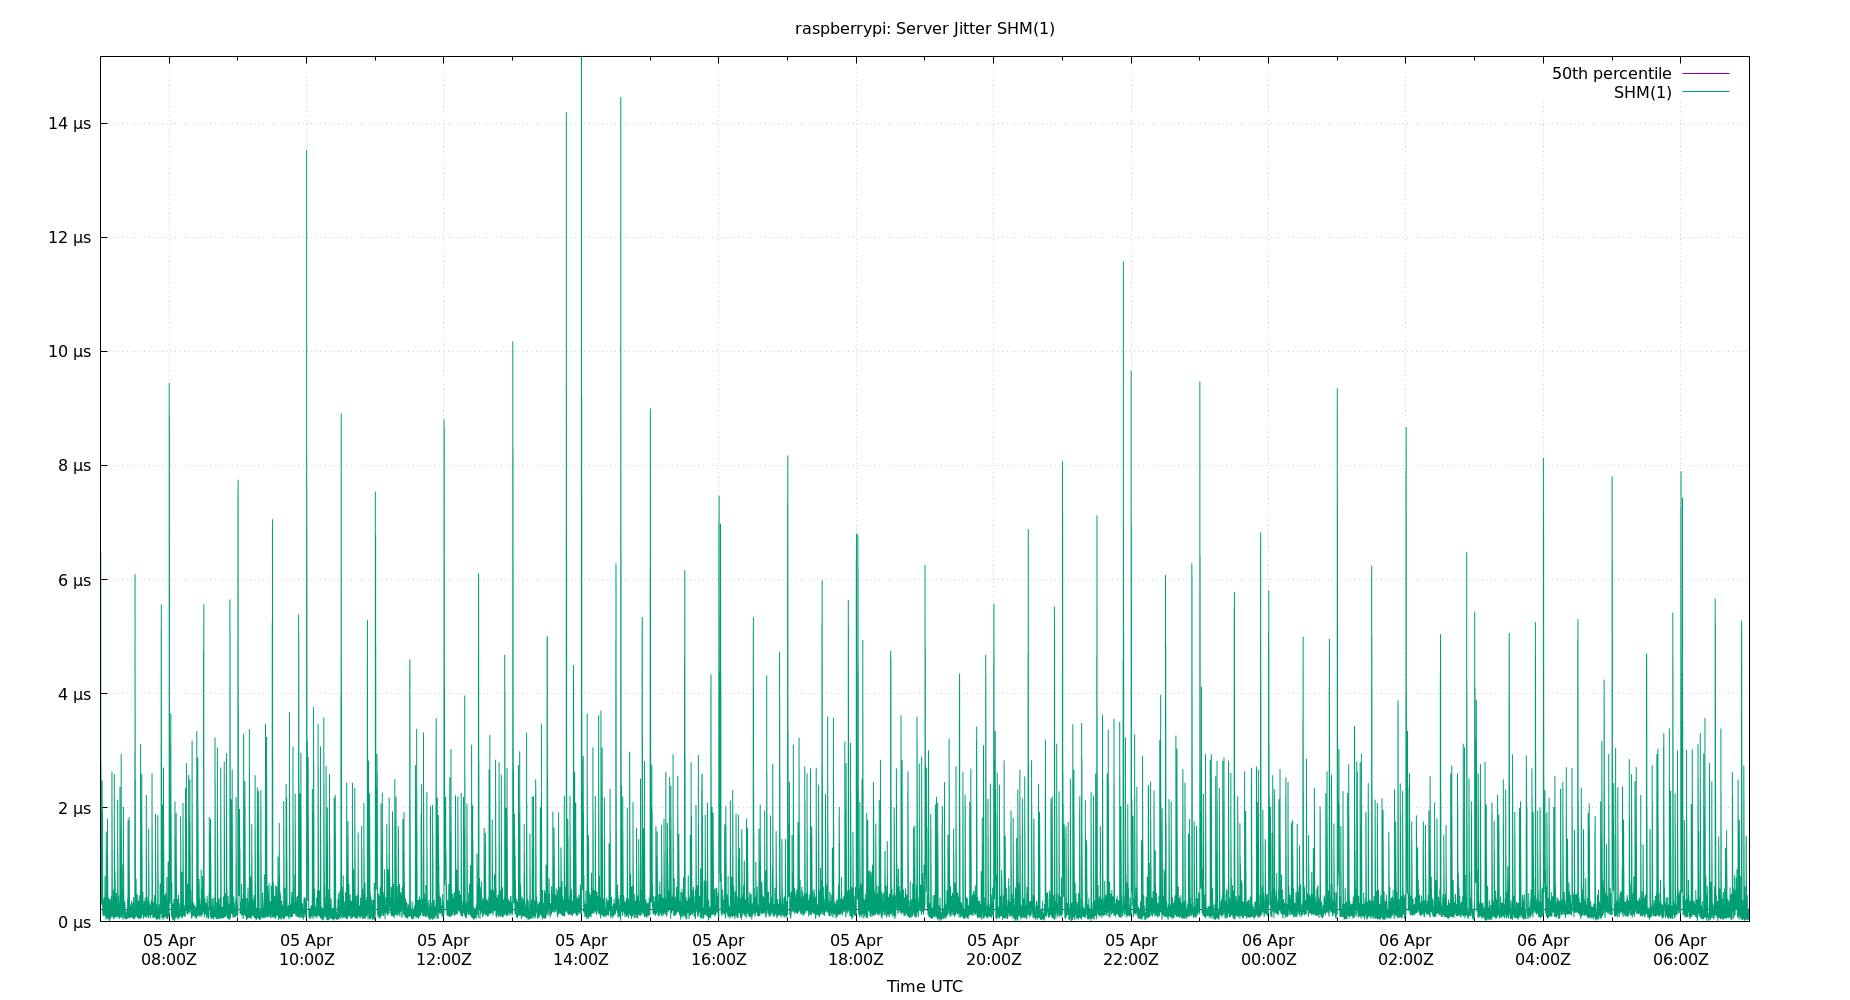 raspberrypi: Server Jitter SHM(1)
50th percentile
SHM(1)
14 µs
12 µs
10 µs
8 µs
6 µs
4 µs
2 µs
0 µs
05 Apr 05 Apr 05 Apr 05 Apr 05 Apr 05 Apr 05 Apr 05 Apr 06 Apr 06 Apr 06 Apr 06 Apr
08:00Z 10:00Z 12:00Z 14:00Z 16:00Z 18:00Z 20:00Z 22:00Z 00:00Z 02:00Z 04:00Z 06:00Z
Time UTC